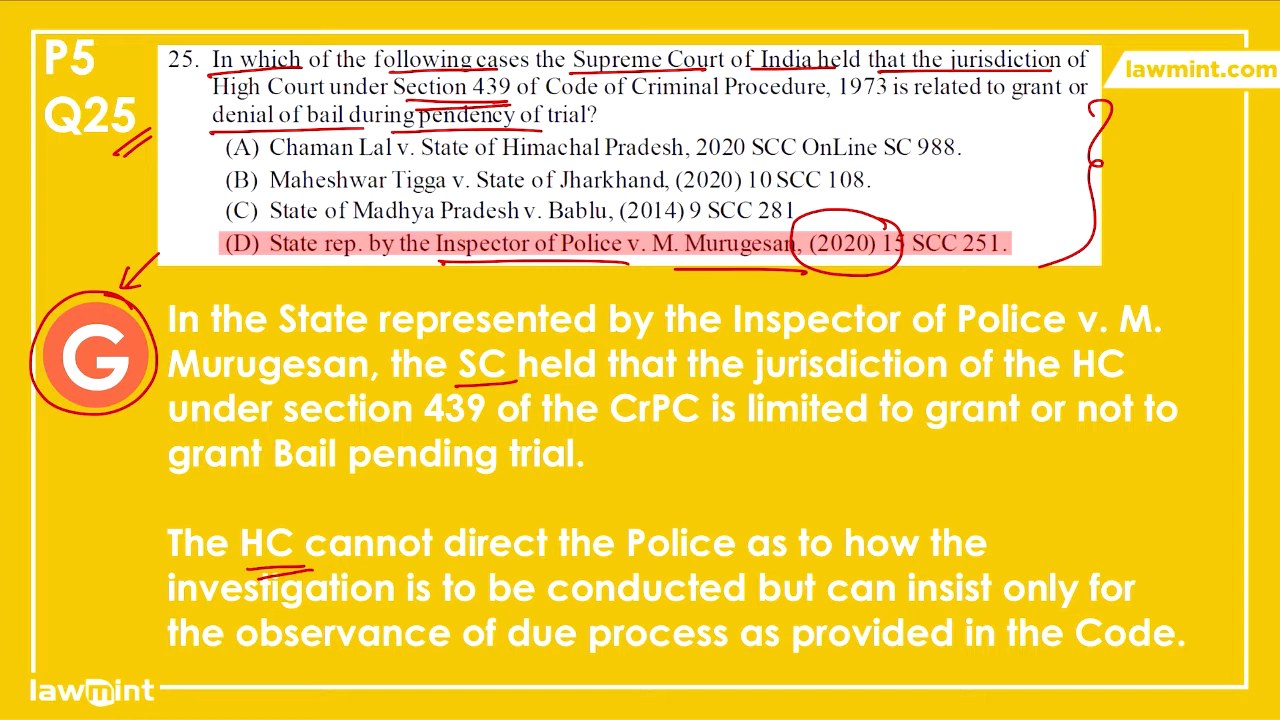 P5
Q25
25. In which of the following cases the Supreme Court of India held that the jurisdiction of
High Court under Section 439 of Code of Criminal Procedure, 1973 is related to grant or
denial of bail during pendency of trial?
(A) Chaman Lal v. State of Himachal Pradesh, 2020 SCC OnLine SC 988.
(B) Maheshwar Tigga v. State of Jharkhand, (2020) 10 SCC 108.
(C) State of Madhya Pradesh v. Bablu, (2014) 9 SCC 281
(D) State rep. by the Inspector of Police v. M. Murugesan, (2020) 15 SCC 251.
lawmint.com
G
In the State represented by the Inspector of Police v. M.
Murugesan, the SC held that the jurisdiction of the HC
under section 439 of the CrPC is limited to grant or not to
grant Bail pending trial.
The HC cannot direct the Police as to how the
investigation is to be conducted but can insist only for
the observance of due process as provided in the Code.
lawmint